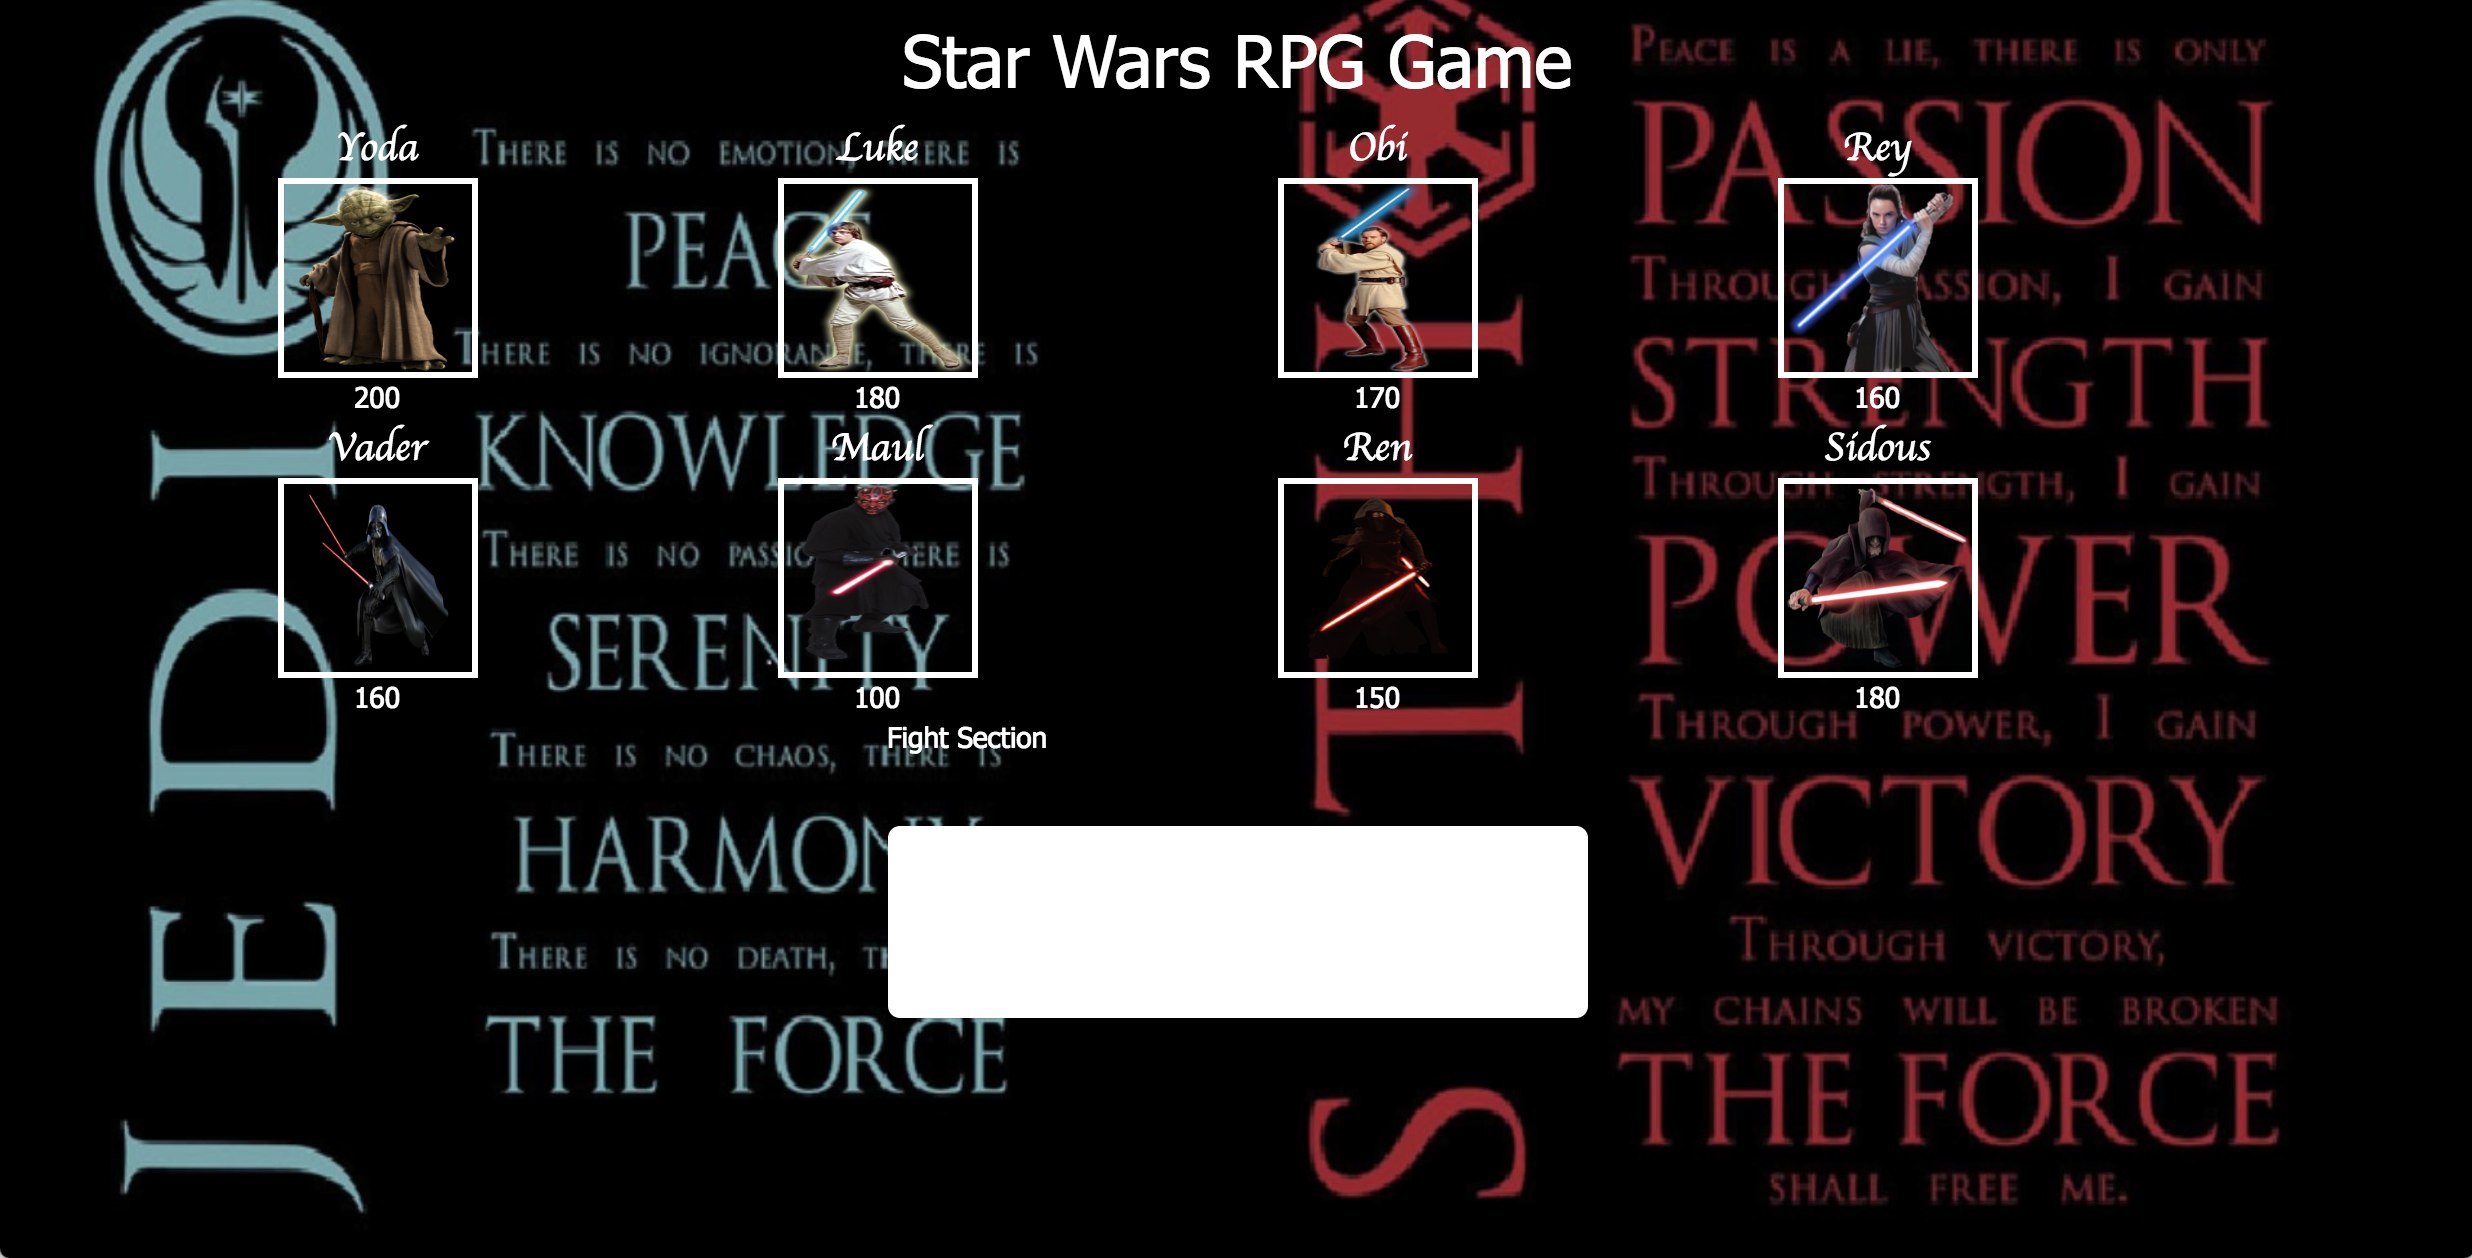 Star Wars RPG Game
Yoda
Luke
Obi
Rey
200
180
170
160
Vader
Maul
Ren
Sidous
160
100
150
180
Fight Section
JEDI
THERE IS NO EMOTION, THERE IS
PEACE
THERE IS NO IGNORANCE, THERE IS
KNOWLEDGE
THERE IS NO PASSION, THERE IS
SERENITY
THERE IS NO CHAOS, THERE IS
HARMONY
THERE IS NO DEATH,
THE FORCE
SITH
PEACE IS A LIE, THERE IS ONLY
PASSION
THROUGH PASSION, I GAIN
STRENGTH
THROUGH STRENGTH, I GAIN
POWER
THROUGH POWER, I GAIN
VICTORY
THROUGH VICTORY,
MY CHAINS WILL BE BROKEN
THE FORCE
SHALL FREE ME.